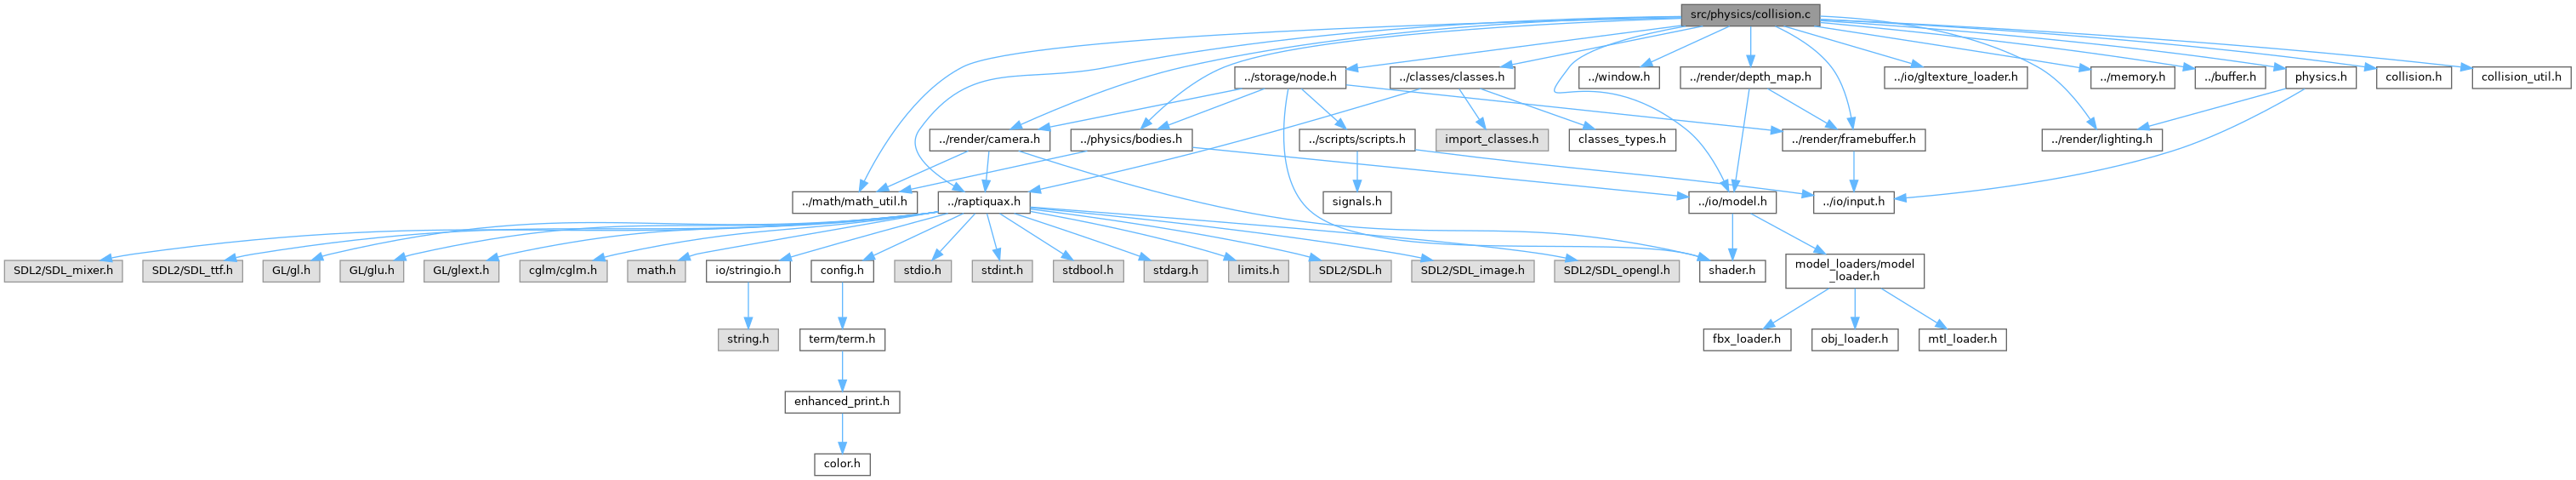 src/physics/collision.c
../storage/node.h
../classes/classes.h
../window.h
../render/depth_map.h
../io/gltexture_loader.h
../memory.h
../buffer.h
physics.h
collision.h
collision_util.h
../render/camera.h
../physics/bodies.h
../scripts/scripts.h
import_classes.h
classes_types.h
../render/framebuffer.h
../render/lighting.h
../math/math_util.h
../raptiquax.h
signals.h
../io/model.h
../io/input.h
SDL2/SDL_mixer.h
SDL2/SDL_ttf.h
GL/gl.h
GL/glu.h
GL/glext.h
cglm/cglm.h
math.h
io/stringio.h
config.h
stdio.h
stdint.h
stdbool.h
stdarg.h
limits.h
SDL2/SDL.h
SDL2/SDL_image.h
SDL2/SDL_opengl.h
shader.h
model_loaders/model
_loader.h
string.h
term/term.h
fbx_loader.h
obj_loader.h
mtl_loader.h
enhanced_print.h
color.h